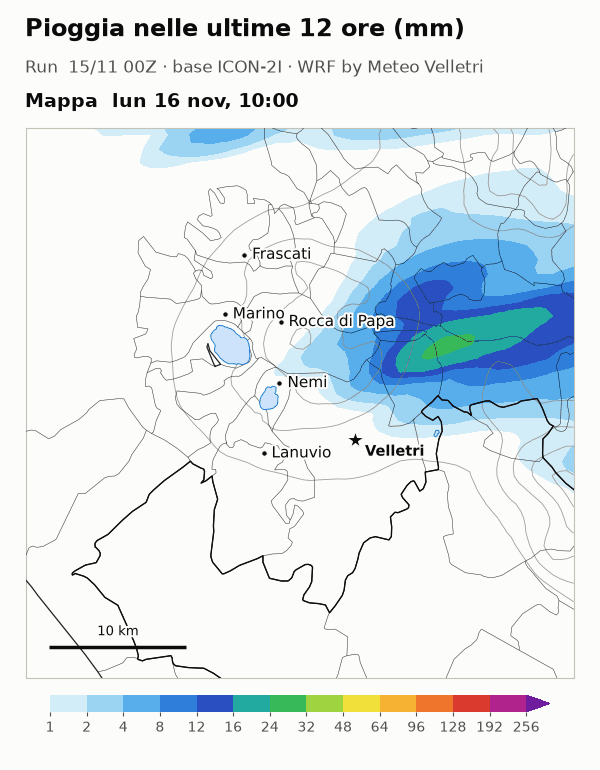 Pioggia nelle ultime 12 ore (mm)
Run  15/11 00Z · base ICON-2I · WRF by Meteo Velletri
Mappa  lun 16 nov, 10:00
Frascati
Marino
Rocca di Papa
Nemi
Velletri
Lanuvio
10 km
1 2 4 8 12 16 24 32 48 64 96 128 192 256